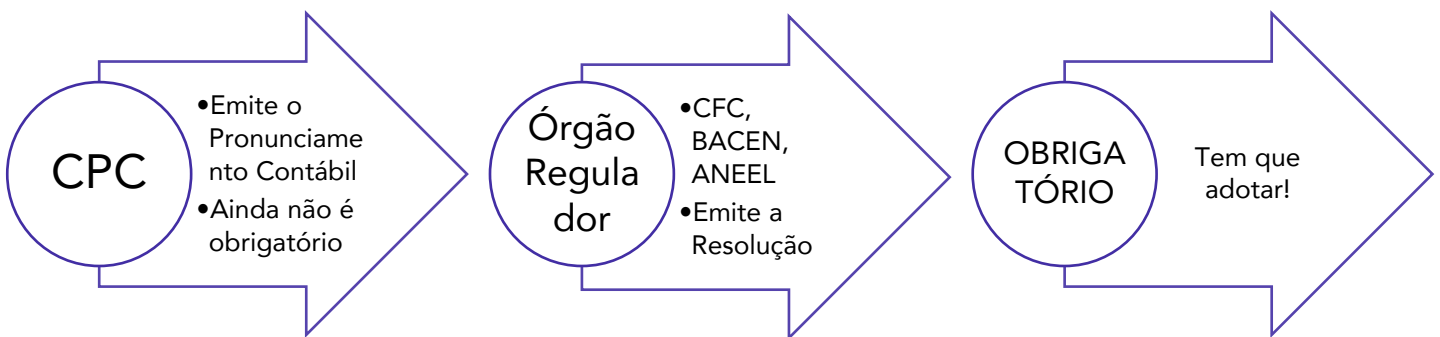 CPC
•Emite o
Pronunciame
nto Contábil
•Ainda não é
obrigatório
Órgão
Regula
dor
•CFC,
BACEN,
ANEEL
•Emite a
Resolução
OBRIGA
TÓRIO
Tem que
adotar!